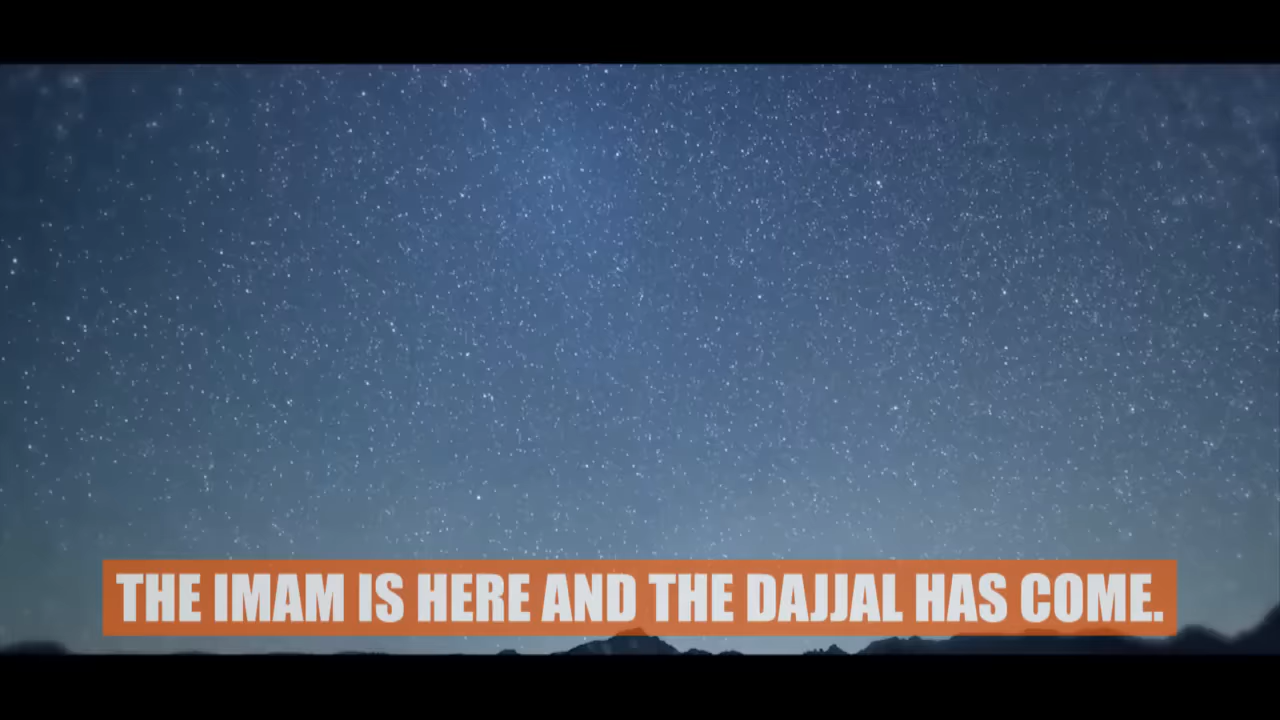 THE IMAM IS HERE AND THE DAJJAL HAS COME.